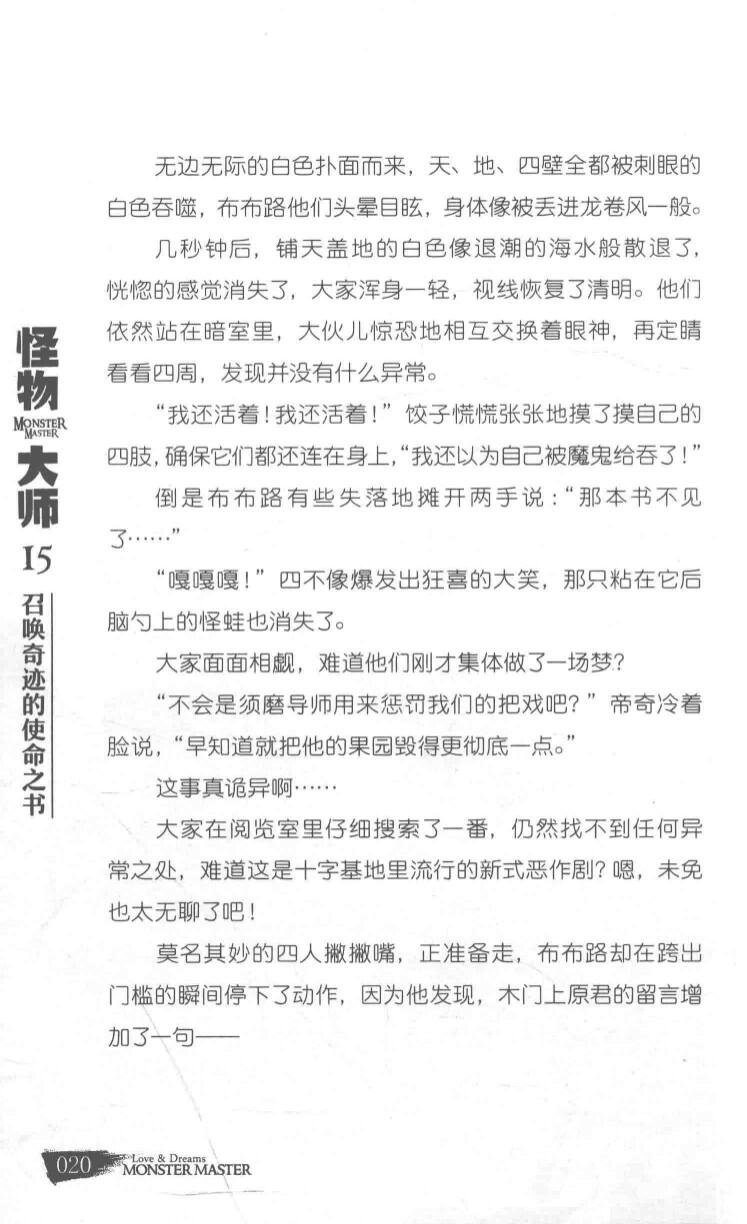 无边无际的白色扑面而来，天、地、四壁全都被刺眼的
白色吞噬，布布路他们头晕目眩，身体像被丢进龙卷风一般。
几秒钟后，铺天盖地的白色像退潮的海水般散退了，
恍惚的感觉消失了，大家浑身一轻，视线恢复了清明。他们
依然站在暗室里，大伙儿惊恐地相互交换着眼神，再定睛
看看四周，发现并没有什么异常。
“我还活着！我还活着！”饺子慌慌张张地摸了摸自己的
四肢，确保它们都还连在身上，“我还以为自己被魔鬼给吞了！”
倒是布布路有些失落地摊开两手说：“那本书不见
了……”
“嘎嘎嘎！”四不像爆发出狂喜的大笑，那只粘在它后
脑勺上的怪蛙也消失了。
大家面面相觑，难道他们刚才集体做了一场梦？
“不会是须磨导师用来惩罚我们的把戏吧？”帝奇冷着
脸说，“早知道就把他的果园毁得更彻底一点。”
这事真诡异啊……
大家在阅览室里仔细搜索了一番，仍然找不到任何异
常之处，难道这是十字基地里流行的新式恶作剧？嗯，未免
也太无聊了吧！
莫名其妙的四人撇撇嘴，正准备走，布布路却在跨出
门槛的瞬间停下了动作，因为他发现，木门上原君的留言增
加了一句——
怪物
MONSTER
MASTER
大师
15
召唤奇迹的使命之书
020
Love & Dreams
MONSTER MASTER